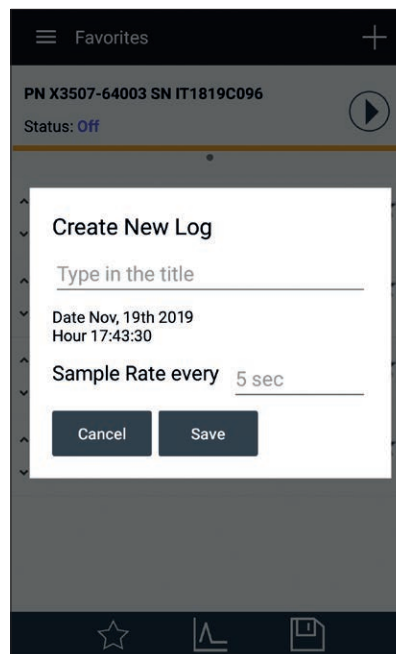 Favorites
PN X3507-64003 SN IT1819C096
Status: Off
Create New Log
Type in the title
Date Nov, 19th 2019
Hour 17:43:30
Sample Rate every 5 sec
Cancel Save